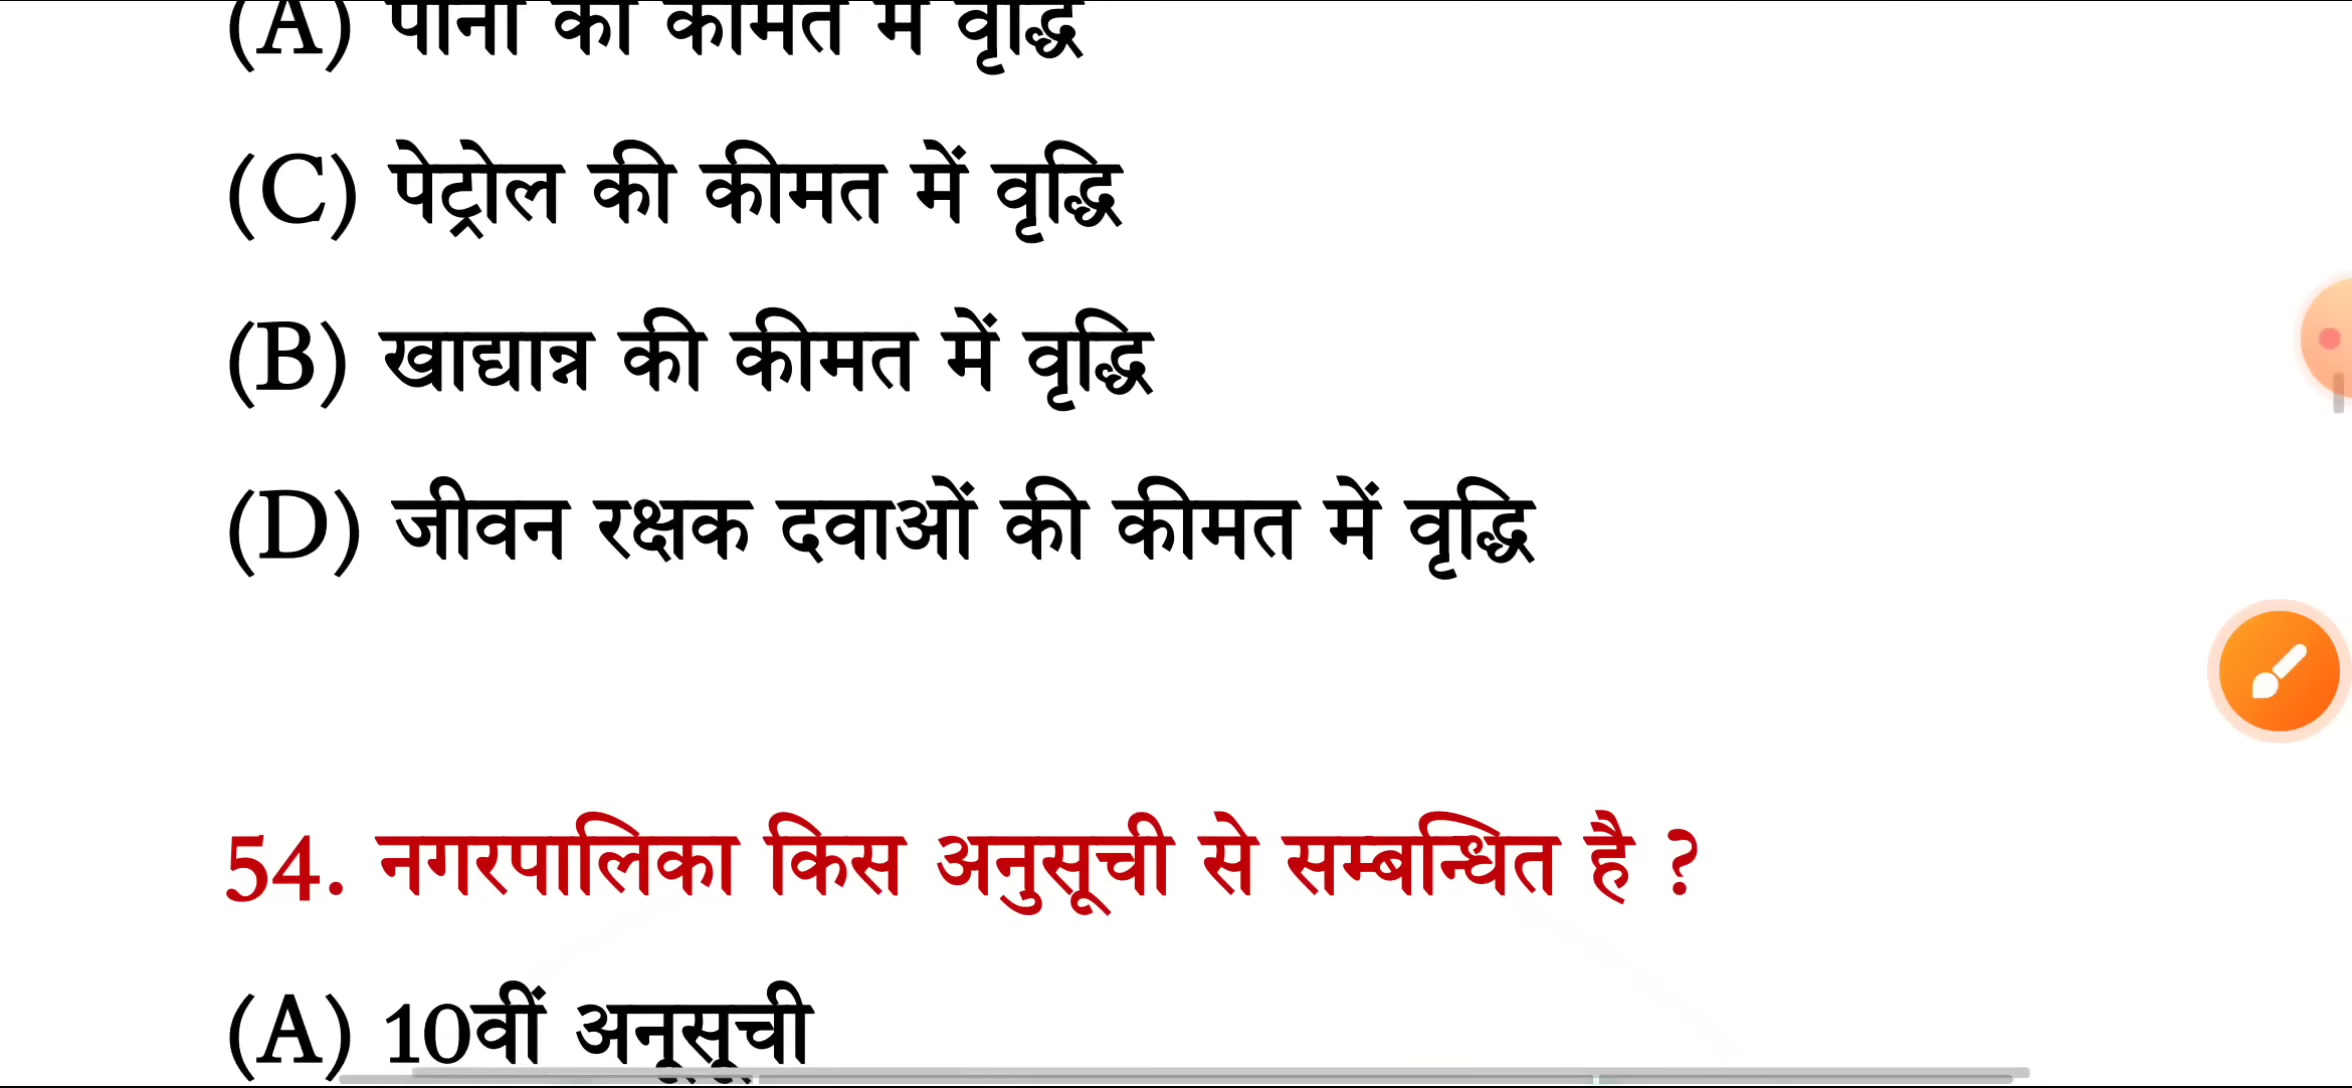 (A) पानी की कीमत में वृद्धि
(C) पेट्रोल की कीमत में वृद्धि
(B) खाद्यान्न की कीमत में वृद्धि
(D) जीवन रक्षक दवाओं की कीमत में वृद्धि
54. नगरपालिका किस अनुसूची से सम्बन्धित है ?
(A) 10वीं अनूसूची